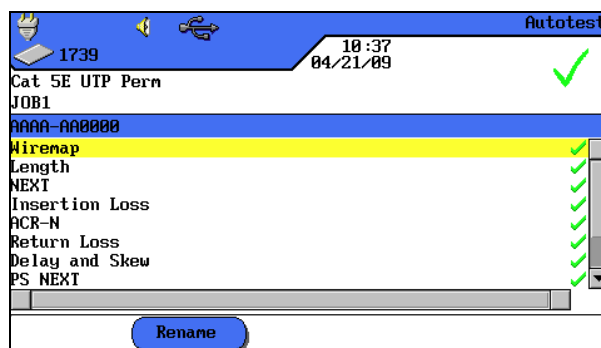 Autotest
1739
10:37
04/21/09
Cat 5E UTP Perm
JOB1
AAAA-AA0000
Wiremap
Length
NEXT
Insertion Loss
ACR-N
Return Loss
Delay and Skew
PS NEXT
Rename